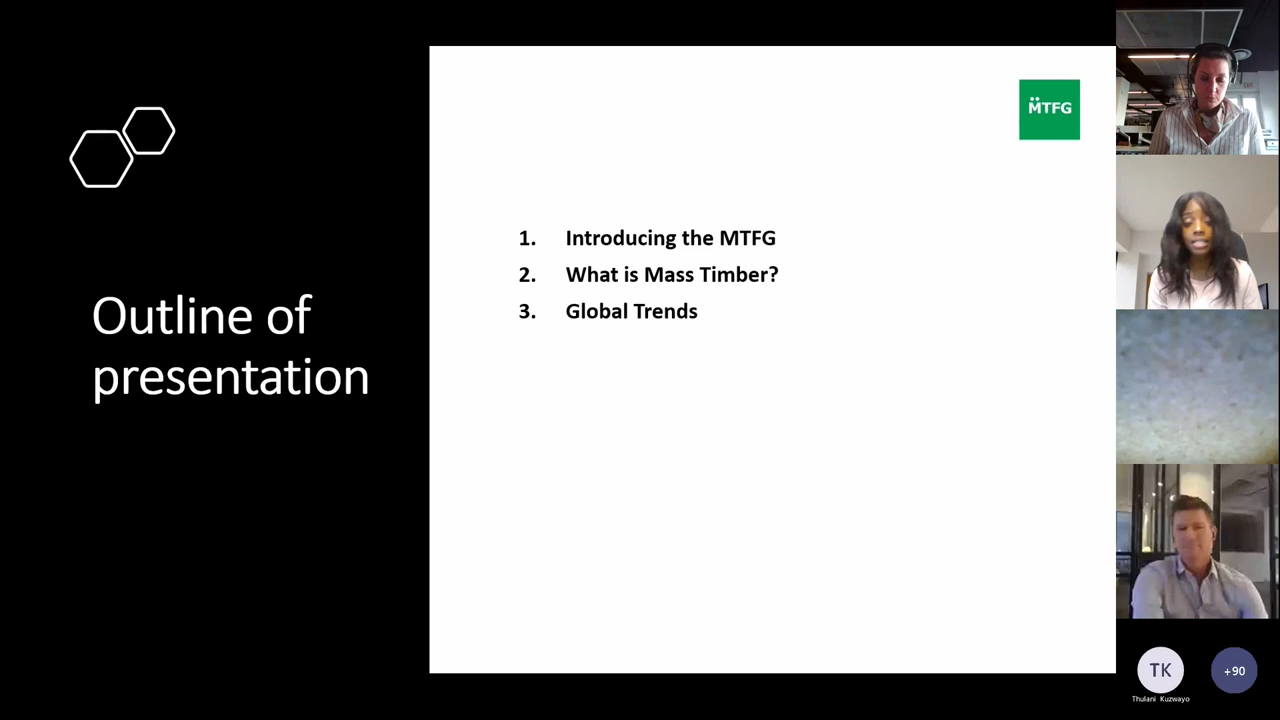 Outline of
presentation
MTFG
1. Introducing the MTFG
2. What is Mass Timber?
3. Global Trends
TK
+90
Thulani Kuzwayo